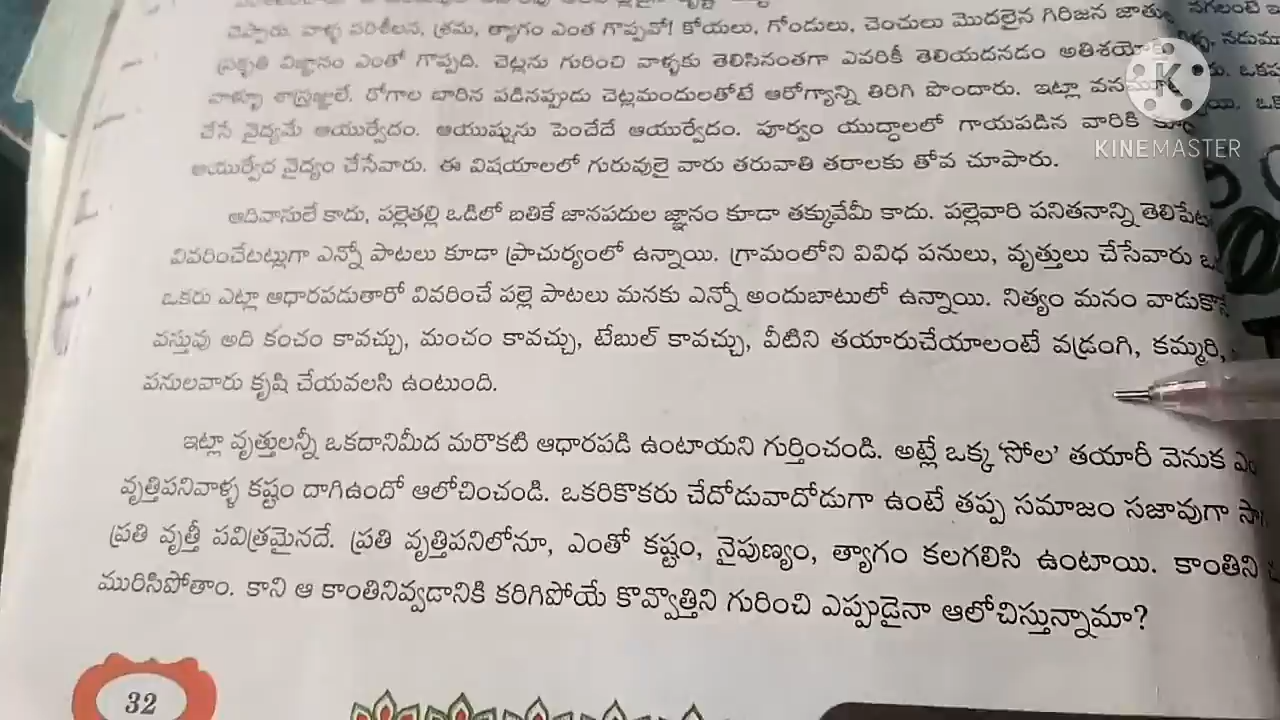 చెప్పారు. వాళ్ళ పరిశీలన, శ్రమ, త్యాగం ఎంత గొప్పవో! కోయలు, గోండులు, చెంచులు మొదలైన గిరిజన జాతుల
ప్రకృతి విజ్ఞానం ఎంతో గొప్పది. చెట్లను గురించి వాళ్ళకు తెలిసినంతగా ఎవరికీ తెలియదనడం
వాళ్ళూ శాస్త్రజ్ఞులే. రోగాల బారిన పడినప్పుడు చెట్లమందులతోటే ఆరోగ్యాన్ని తిరిగి పొందారు. ఇట్లా
చేసే వైద్యమే ఆయుర్వేదం. ఆయుష్షును పెంచేదే ఆయుర్వేదం. పూర్వం యుద్ధాలలో గాయపడిన వారికి
ఆయుర్వేద వైద్యం చేసేవారు. ఈ విషయాలలో గురువులై వారు తరువాతి తరాలకు తోవ చూపారు.
ఆదివాసులే కాదు, పల్లెతల్లి ఒడిలో బతికే జానపదుల జ్ఞానం కూడా తక్కువేమీ కాదు. పల్లెవారి పనితనాన్ని
వివరించేటట్లుగా ఎన్నో పాటలు కూడా ప్రాచుర్యంలో ఉన్నాయి. గ్రామంలోని వివిధ పనులు, వృత్తులు చేసేవారు
ఒకరు ఎట్లా ఆధారపడుతారో వివరించే పల్లె పాటలు మనకు ఎన్నో అందుబాటులో ఉన్నాయి. నిత్యం మనం
వస్తువు అది కంచం కావచ్చు, మంచం కావచ్చు, టేబుల్ కావచ్చు, వీటిని తయారుచేయాలంటే వడ్రంగి, కమ్మరి,
పనులవారు కృషి చేయవలసి ఉంటుంది.
ఇట్లా వృత్తులన్నీ ఒకదానిమీద మరొకటి ఆధారపడి ఉంటాయని గుర్తించండి. అట్లే ఒక్క 'సోల' తయారీ వెనుక
వృత్తిపనివాళ్ళ కష్టం దాగిఉందో ఆలోచించండి. ఒకరికొకరు చేదోడువాదోడుగా ఉంటే తప్ప సమాజం సజావుగా
ప్రతి వృత్తీ పవిత్రమైనదే. ప్రతి వృత్తిపనిలోనూ, ఎంతో కష్టం, నైపుణ్యం, త్యాగం కలగలిసి ఉంటాయి. కాంతిని
మురిసిపోతాం. కాని ఆ కాంతినివ్వడానికి కరిగిపోయే కొవ్వొత్తిని గురించి ఎప్పుడైనా ఆలోచిస్తున్నామా?
32
K
KINEMASTER